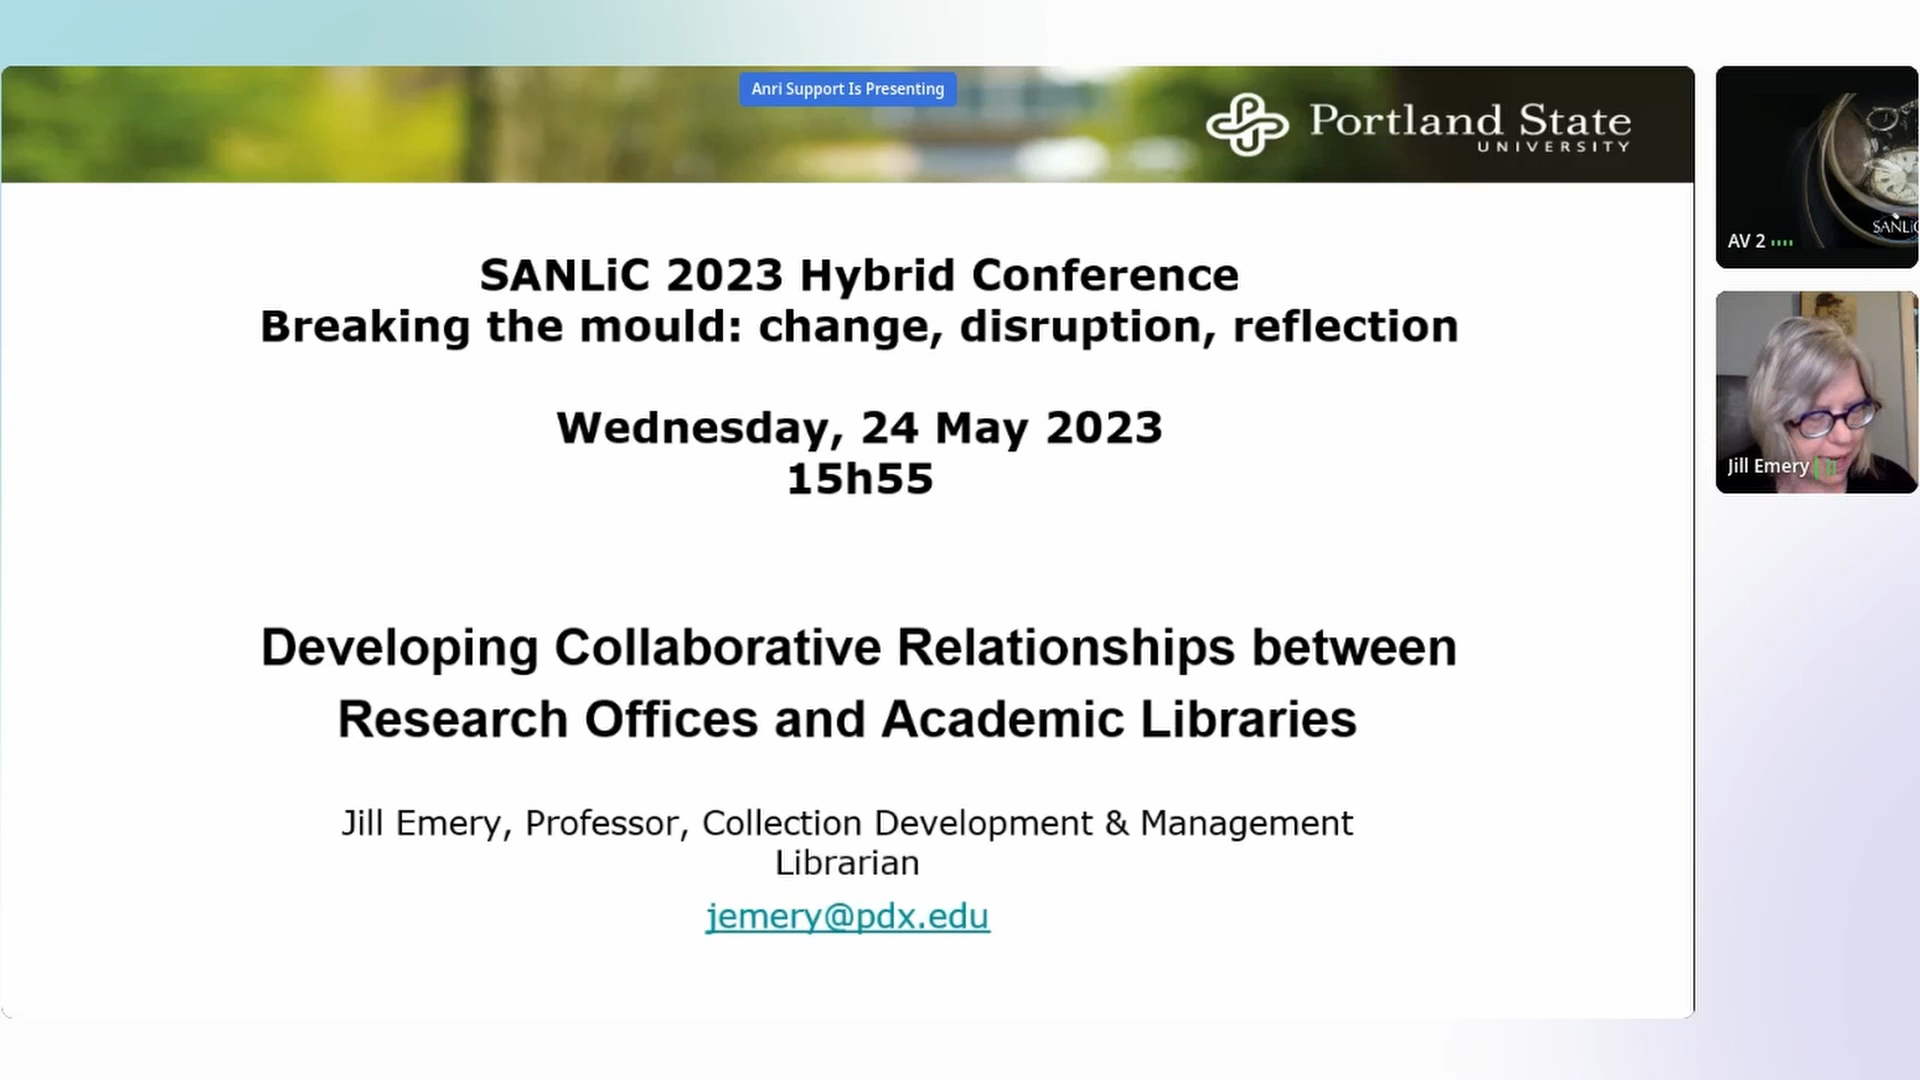 Anri Support Is Presenting
Portland State
UNIVERSITY
SANLiC 2023 Hybrid Conference
Breaking the mould: change, disruption, reflection
Wednesday, 24 May 2023
15h55
Developing Collaborative Relationships between
Research Offices and Academic Libraries
Jill Emery, Professor, Collection Development & Management
Librarian
jemery@pdx.edu
SANLiC
AV 2
Jill Emery